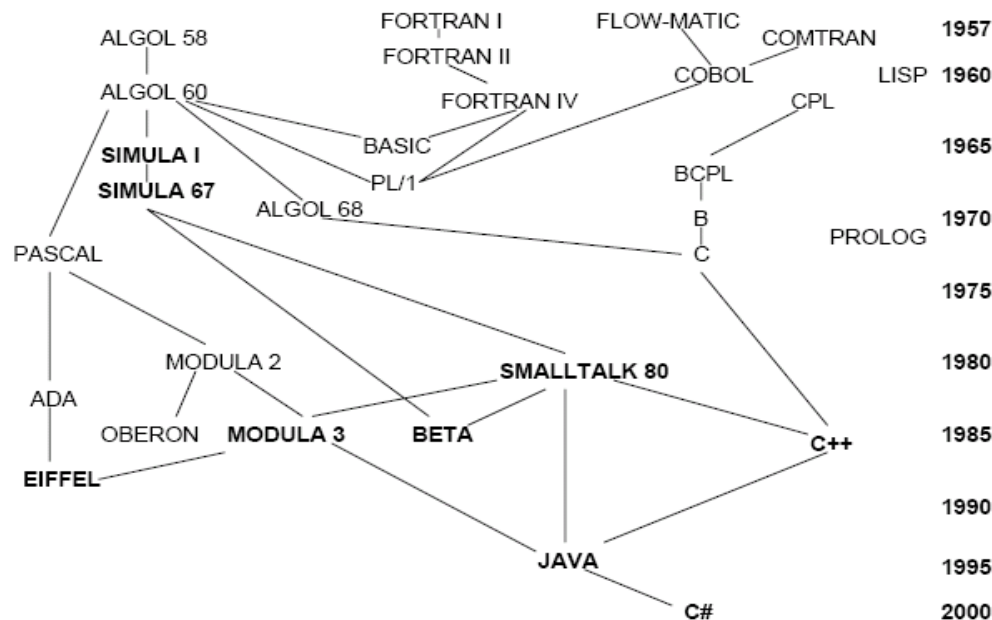 FORTRAN I
FLOW-MATIC
1957
ALGOL 58
COMTRAN
FORTRAN II
COBOL
LISP
1960
ALGOL 60
FORTRAN IV
CPL
BASIC
1965
SIMULA I
BCPL
PL/1
SIMULA 67
ALGOL 68
B
1970
PROLOG
PASCAL
C
1975
MODULA 2
1980
SMALLTALK 80
ADA
OBERON
MODULA 3
BETA
1985
C++
EIFFEL
1990
JAVA
1995
C#
2000